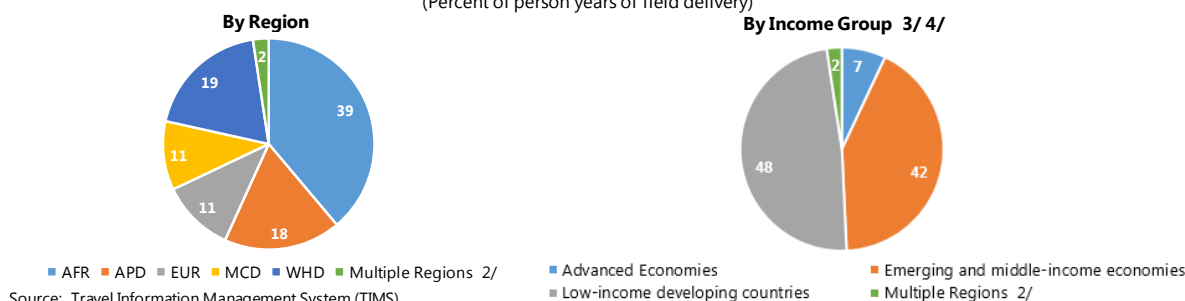 (Percent of person years of field delivery)
By Region
2
19
39
11
11
18
AFR APD EUR MCD WHD Multiple Regions 2/
Source: Travel Information Management System (TIMS)
By Income Group 3/ 4/
2
7
48
42
Advanced Economies
Emerging and middle-income economies
Low-income developing countries
Multiple Regions 2/